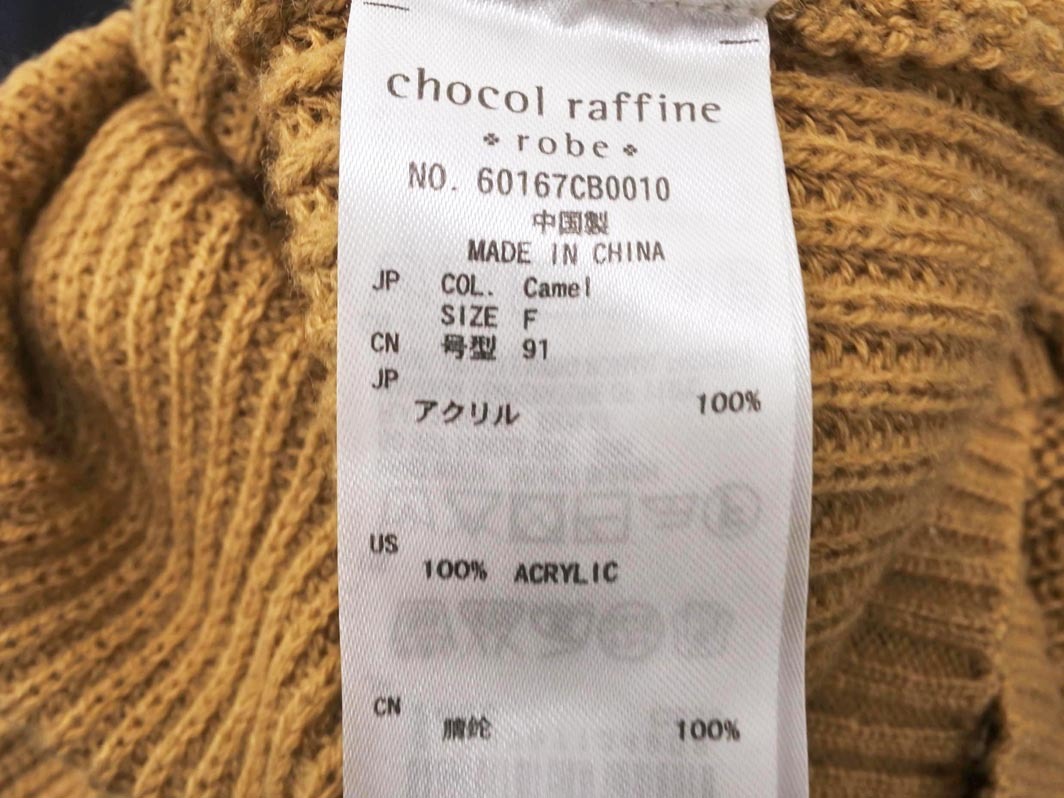 chocol raffine
robe
NO. 60167CB0010
中国製
MADE IN CHINA
JP COL. Camel
SIZE F
CN 号型 91
JP
アクリル 100%
US
100% ACRYLIC
CN
腈纶 100%